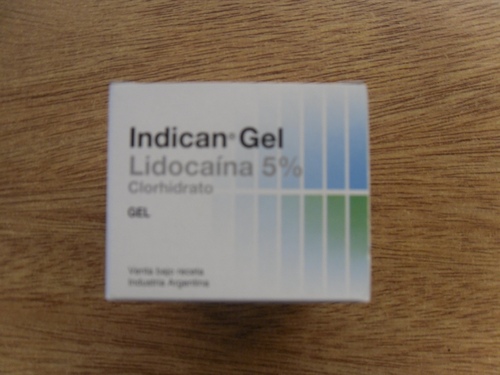 Indican® Gel
Lidocaína 5%
Clorhidrato
GEL
Venta bajo receta
Industria Argentina